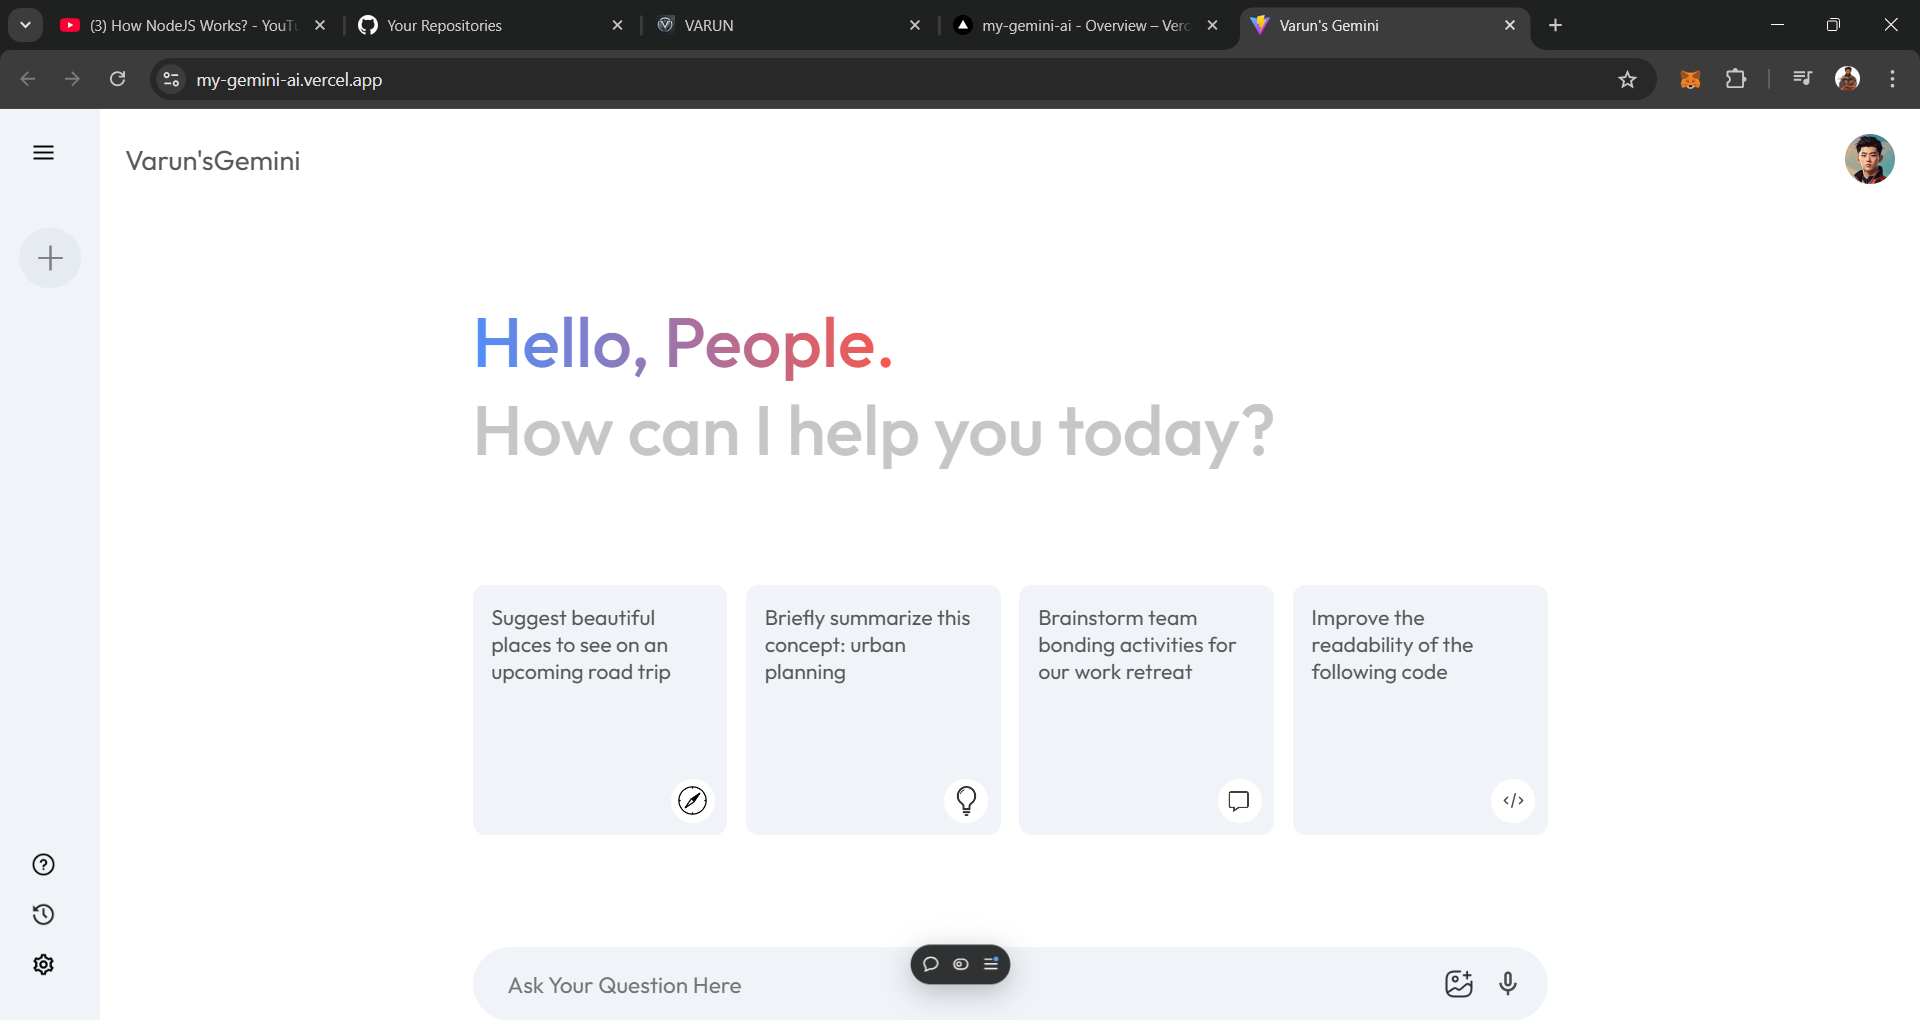 (3) How NodeJS Works? - YouTu
Your Repositories
VARUN
my-gemini-ai - Overview – Verc
Varun's Gemini
my-gemini-ai.vercel.app
Varun'sGemini
Hello, People.
How can I help you today?
Suggest beautiful
places to see on an
upcoming road trip
Briefly summarize this
concept: urban
planning
Brainstorm team
bonding activities for
our work retreat
Improve the
readability of the
following code
Ask Your Question Here